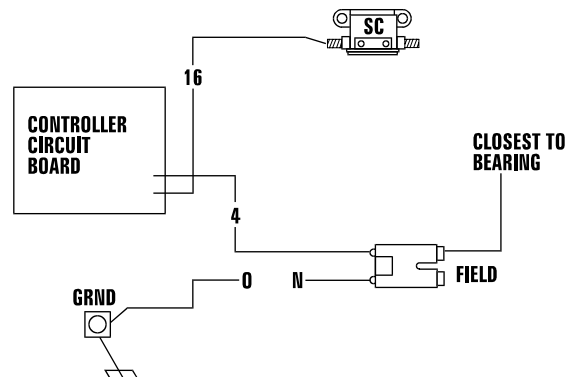 SC
16
CONTROLLER
CIRCUIT
BOARD
CLOSEST TO
BEARING
4
0 N
FIELD
GRND